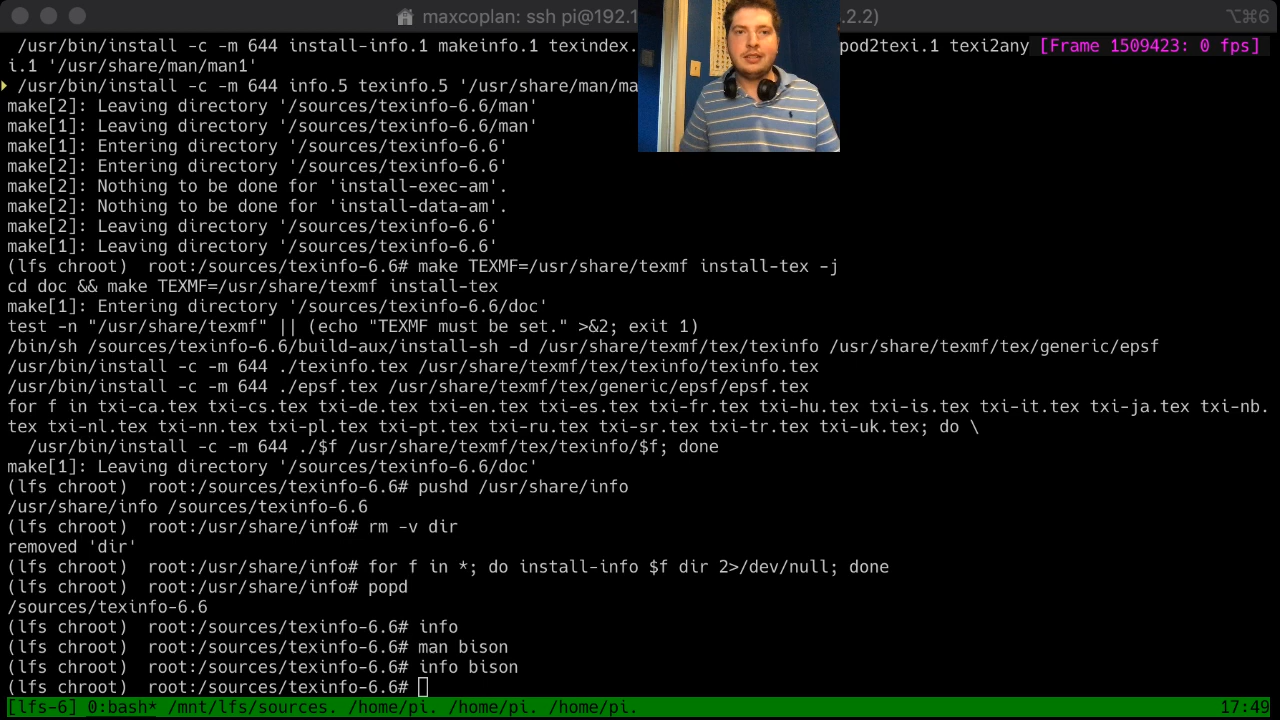 maxcoplan: ssh pi@192.1 .2.2) ⌥⌘6
/usr/bin/install -c -m 644 install-info.1 makeinfo.1 texindex. pod2texi.1 texi2any [Frame 1509423: 0 fps]
i.1 '/usr/share/man/man1'
/usr/bin/install -c -m 644 info.5 texinfo.5 '/usr/share/man/ma
make[2]: Leaving directory '/sources/texinfo-6.6/man'
make[1]: Leaving directory '/sources/texinfo-6.6/man'
make[1]: Entering directory '/sources/texinfo-6.6'
make[2]: Entering directory '/sources/texinfo-6.6'
make[2]: Nothing to be done for 'install-exec-am'.
make[2]: Nothing to be done for 'install-data-am'.
make[2]: Leaving directory '/sources/texinfo-6.6'
make[1]: Leaving directory '/sources/texinfo-6.6'
(lfs chroot)  root:/sources/texinfo-6.6# make TEXMF=/usr/share/texmf install-tex -j
cd doc && make TEXMF=/usr/share/texmf install-tex
make[1]: Entering directory '/sources/texinfo-6.6/doc'
test -n "/usr/share/texmf" || (echo "TEXMF must be set." >&2; exit 1)
/bin/sh /sources/texinfo-6.6/build-aux/install-sh -d /usr/share/texmf/tex/texinfo /usr/share/texmf/tex/generic/epsf
/usr/bin/install -c -m 644 ./texinfo.tex /usr/share/texmf/tex/texinfo/texinfo.tex
/usr/bin/install -c -m 644 ./epsf.tex /usr/share/texmf/tex/generic/epsf/epsf.tex
for f in txi-ca.tex txi-cs.tex txi-de.tex txi-en.tex txi-es.tex txi-fr.tex txi-hu.tex txi-is.tex txi-it.tex txi-ja.tex txi-nb.
tex txi-nl.tex txi-nn.tex txi-pl.tex txi-pt.tex txi-ru.tex txi-sr.tex txi-tr.tex txi-uk.tex; do \
/usr/bin/install -c -m 644 ./$f /usr/share/texmf/tex/texinfo/$f; done
make[1]: Leaving directory '/sources/texinfo-6.6/doc'
(lfs chroot)  root:/sources/texinfo-6.6# pushd /usr/share/info
/usr/share/info /sources/texinfo-6.6
(lfs chroot)  root:/usr/share/info# rm -v dir
removed 'dir'
(lfs chroot)  root:/usr/share/info# for f in *; do install-info $f dir 2>/dev/null; done
(lfs chroot)  root:/usr/share/info# popd
/sources/texinfo-6.6
(lfs chroot)  root:/sources/texinfo-6.6# info
(lfs chroot)  root:/sources/texinfo-6.6# man bison
(lfs chroot)  root:/sources/texinfo-6.6# info bison
(lfs chroot)  root:/sources/texinfo-6.6#
[lfs-6] 0:bash* /mnt/lfs/sources. /home/pi. /home/pi. /home/pi. 17:49